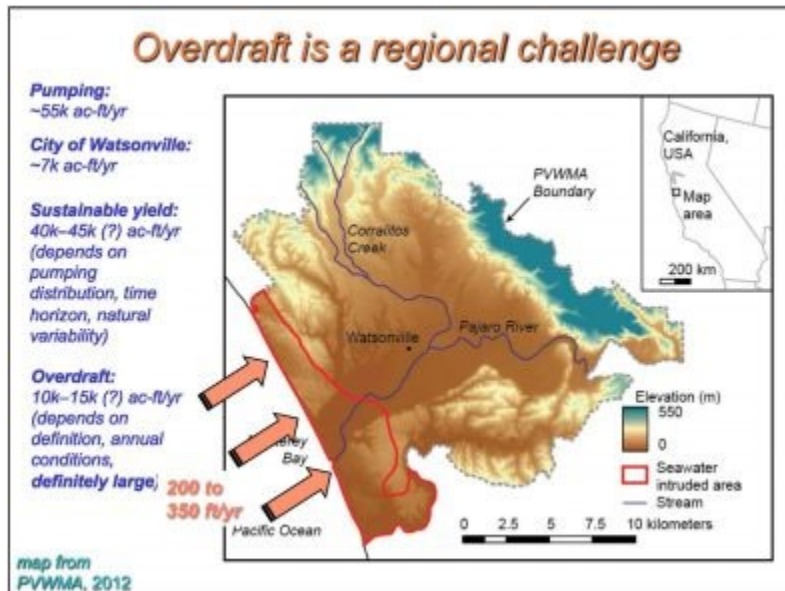 Overdraft is a regional challenge
Pumping:
~55k ac-ft/yr
City of Watsonville:
~7k ac-ft/yr
Sustainable yield:
40k–45k (?) ac-ft/yr
(depends on
pumping
distribution, time
horizon, natural
variability)
Overdraft:
10k–15k (?) ac-ft/yr
(depends on
definition, annual
conditions,
definitely large)
200 to
350 ft/yr
map from
PVWMA, 2012
California,
USA
Map
area
200 km
PVWMA
Boundary
Corralitos
Creek
Watsonville
Pajaro River
Bay
Pacific Ocean
Elevation (m)
550
0
Seawater
intruded area
Stream
0 2.5 5 7.5 10 kilometers